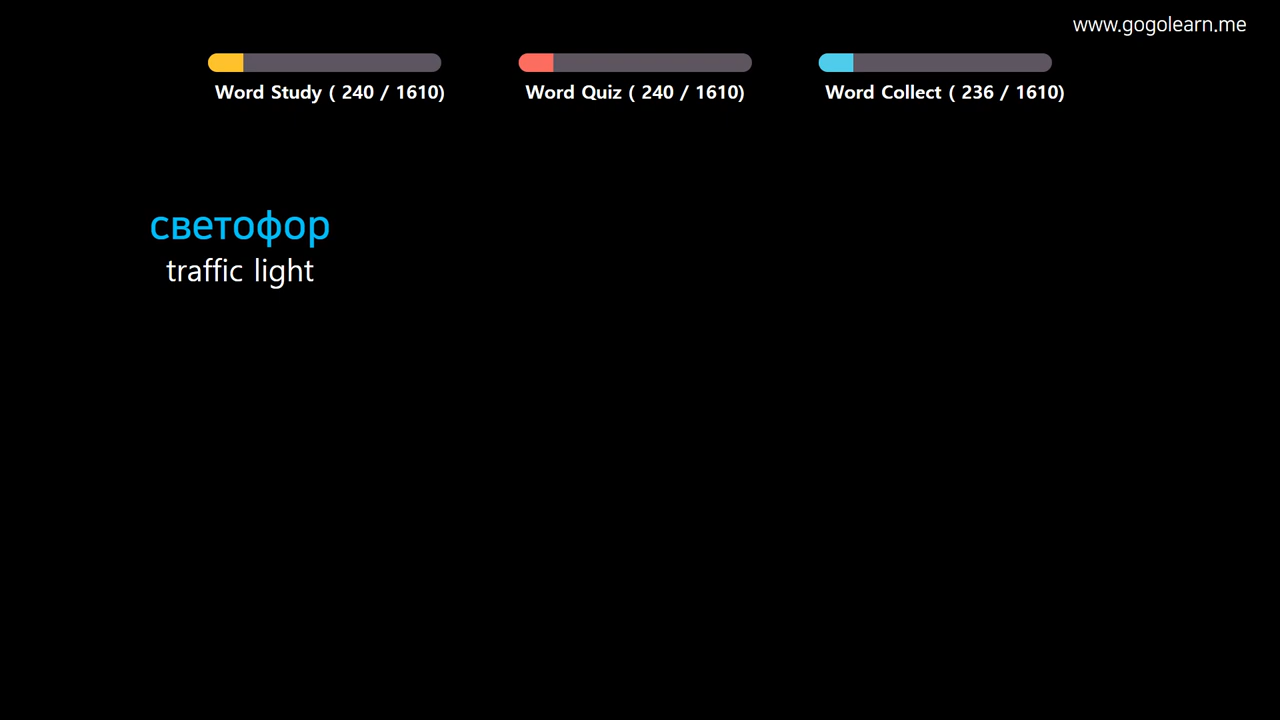 www.gogolearn.me
Word Study ( 240 / 1610)
Word Quiz ( 240 / 1610)
Word Collect ( 236 / 1610)
светофор
traffic light